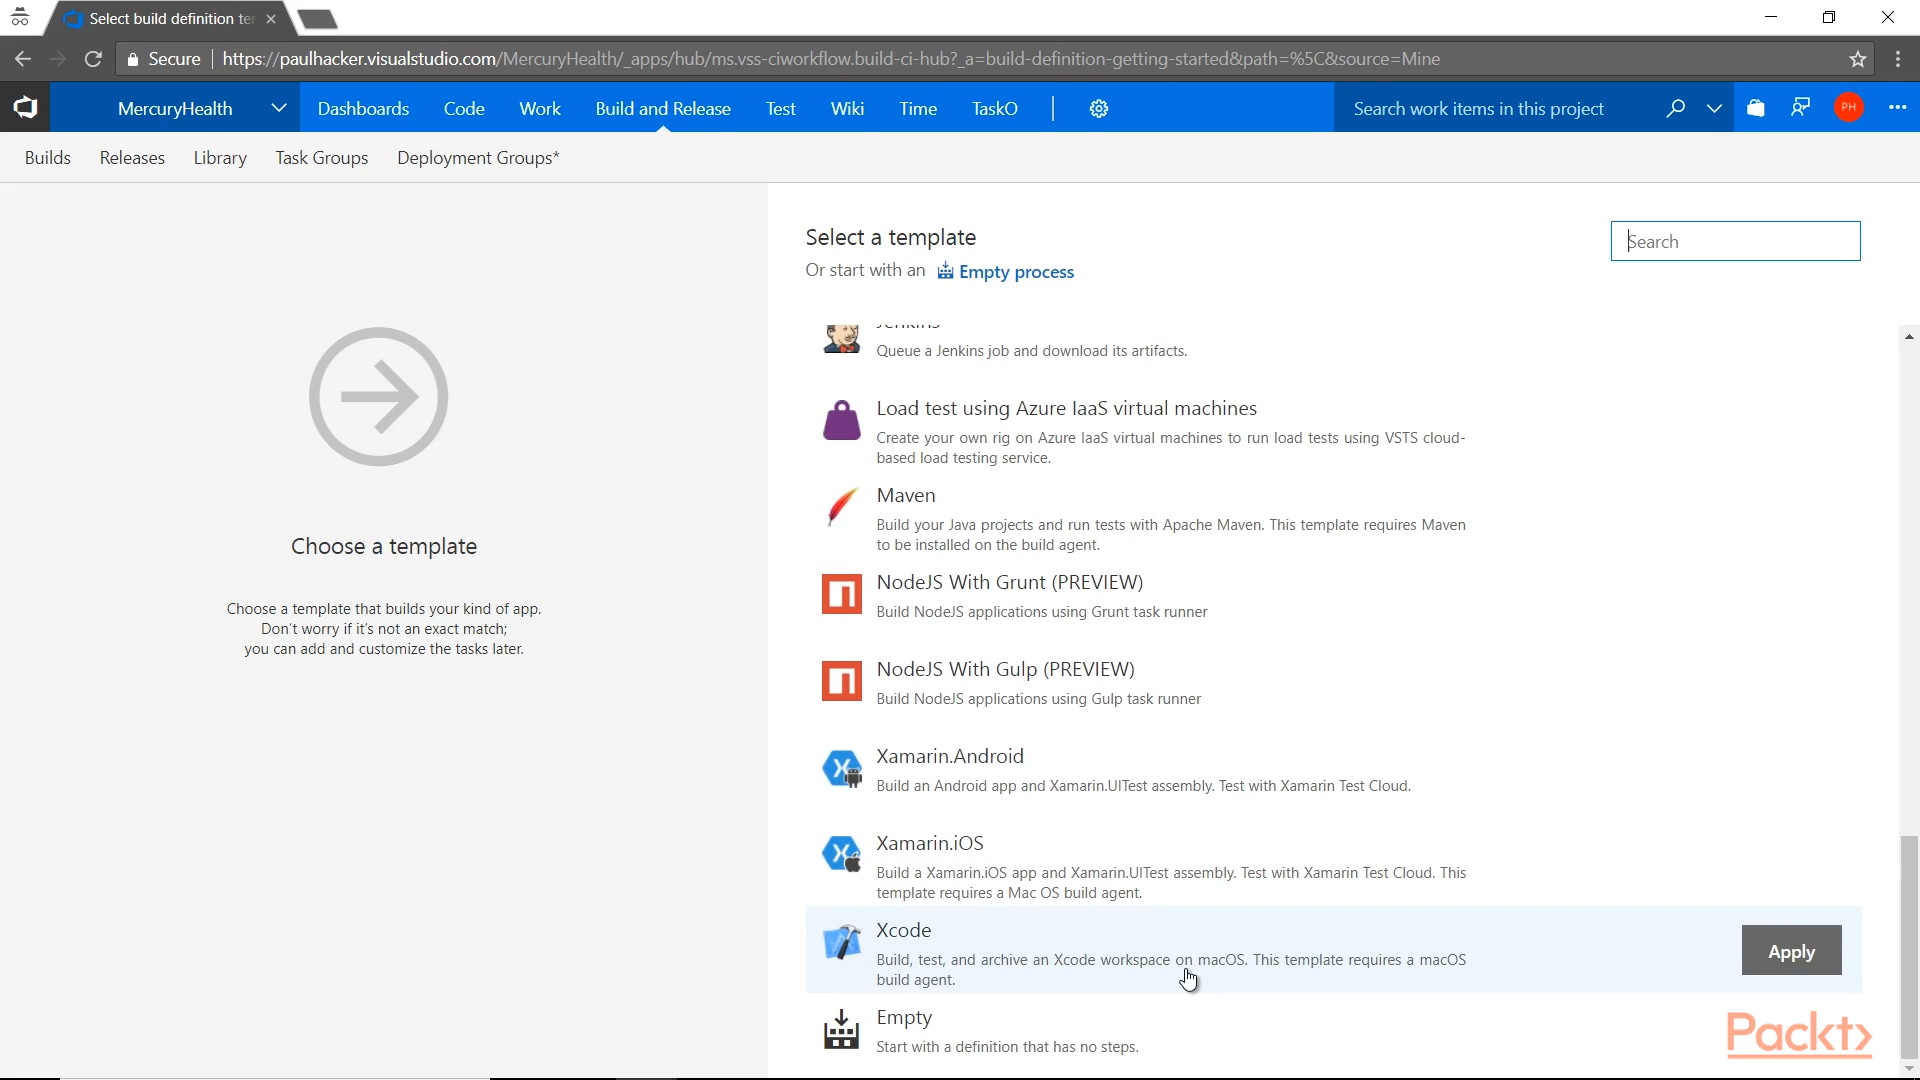 Select build definition te
Secure
https://paulhacker.visualstudio.com/MercuryHealth/_apps/hub/ms.vss-ciworkflow.build-ci-hub?_a=build-definition-getting-started&path=%5C&source=Mine
MercuryHealth
Dashboards
Code
Work
Build and Release
Test
Wiki
Time
TaskO
Search work items in this project
PH
Builds
Releases
Library
Task Groups
Deployment Groups*
Choose a template
Choose a template that builds your kind of app.
Don't worry if it's not an exact match;
you can add and customize the tasks later.
Select a template
Search
Or start with an Empty process
Jenkins
Queue a Jenkins job and download its artifacts.
Load test using Azure IaaS virtual machines
Create your own rig on Azure IaaS virtual machines to run load tests using VSTS cloud-
based load testing service.
Maven
Build your Java projects and run tests with Apache Maven. This template requires Maven
to be installed on the build agent.
NodeJS With Grunt (PREVIEW)
Build NodeJS applications using Grunt task runner
NodeJS With Gulp (PREVIEW)
Build NodeJS applications using Gulp task runner
Xamarin.Android
Build an Android app and Xamarin.UITest assembly. Test with Xamarin Test Cloud.
Xamarin.iOS
Build a Xamarin.iOS app and Xamarin.UITest assembly. Test with Xamarin Test Cloud. This
template requires a Mac OS build agent.
Xcode
Build, test, and archive an Xcode workspace on macOS. This template requires a macOS
build agent.
Apply
Empty
Start with a definition that has no steps.
Packt>